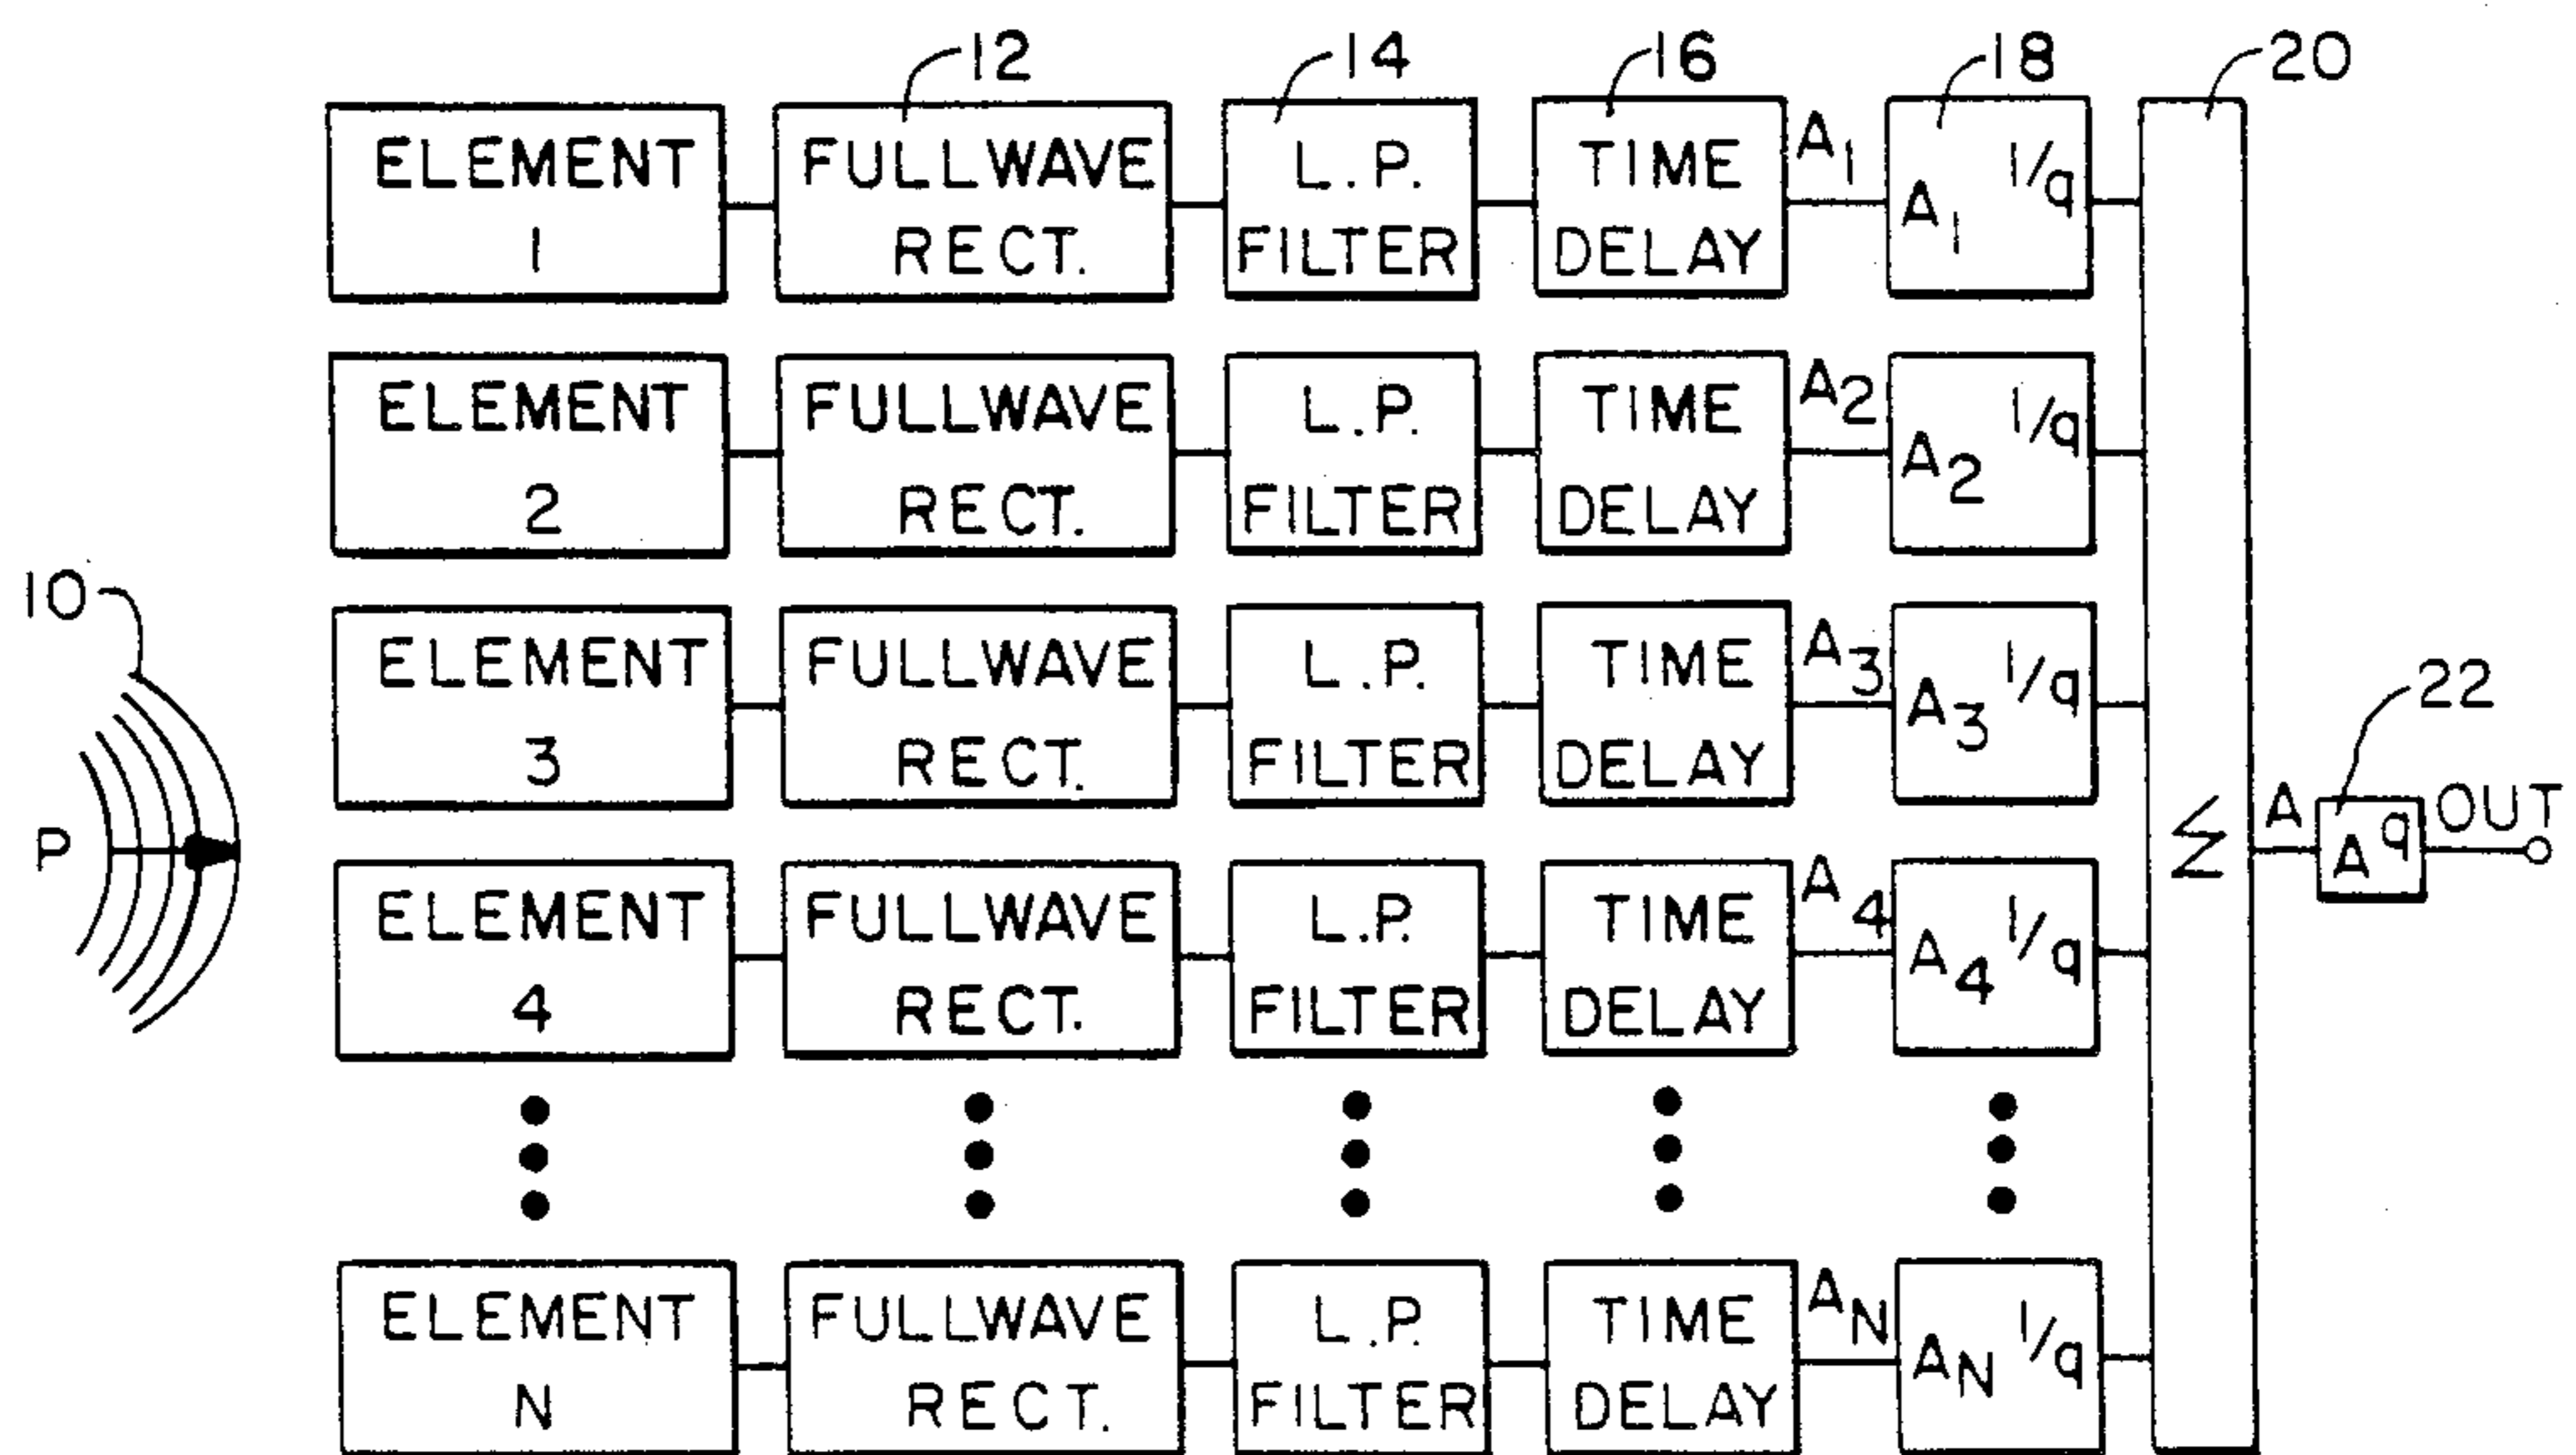 12 14 16 18 20
ELEMENT FULLWAVE L.P. TIME A1 A1 1/q
1 RECT. FILTER DELAY
ELEMENT FULLWAVE L.P. TIME A2 A2 1/q
2 RECT. FILTER DELAY
10
ELEMENT FULLWAVE L.P. TIME A3 A3 1/q
3 RECT. FILTER DELAY
22
P Σ A Aq OUT
ELEMENT FULLWAVE L.P. TIME A4 A4 1/q
4 RECT. FILTER DELAY
ELEMENT FULLWAVE L.P. TIME AN AN 1/q
N RECT. FILTER DELAY